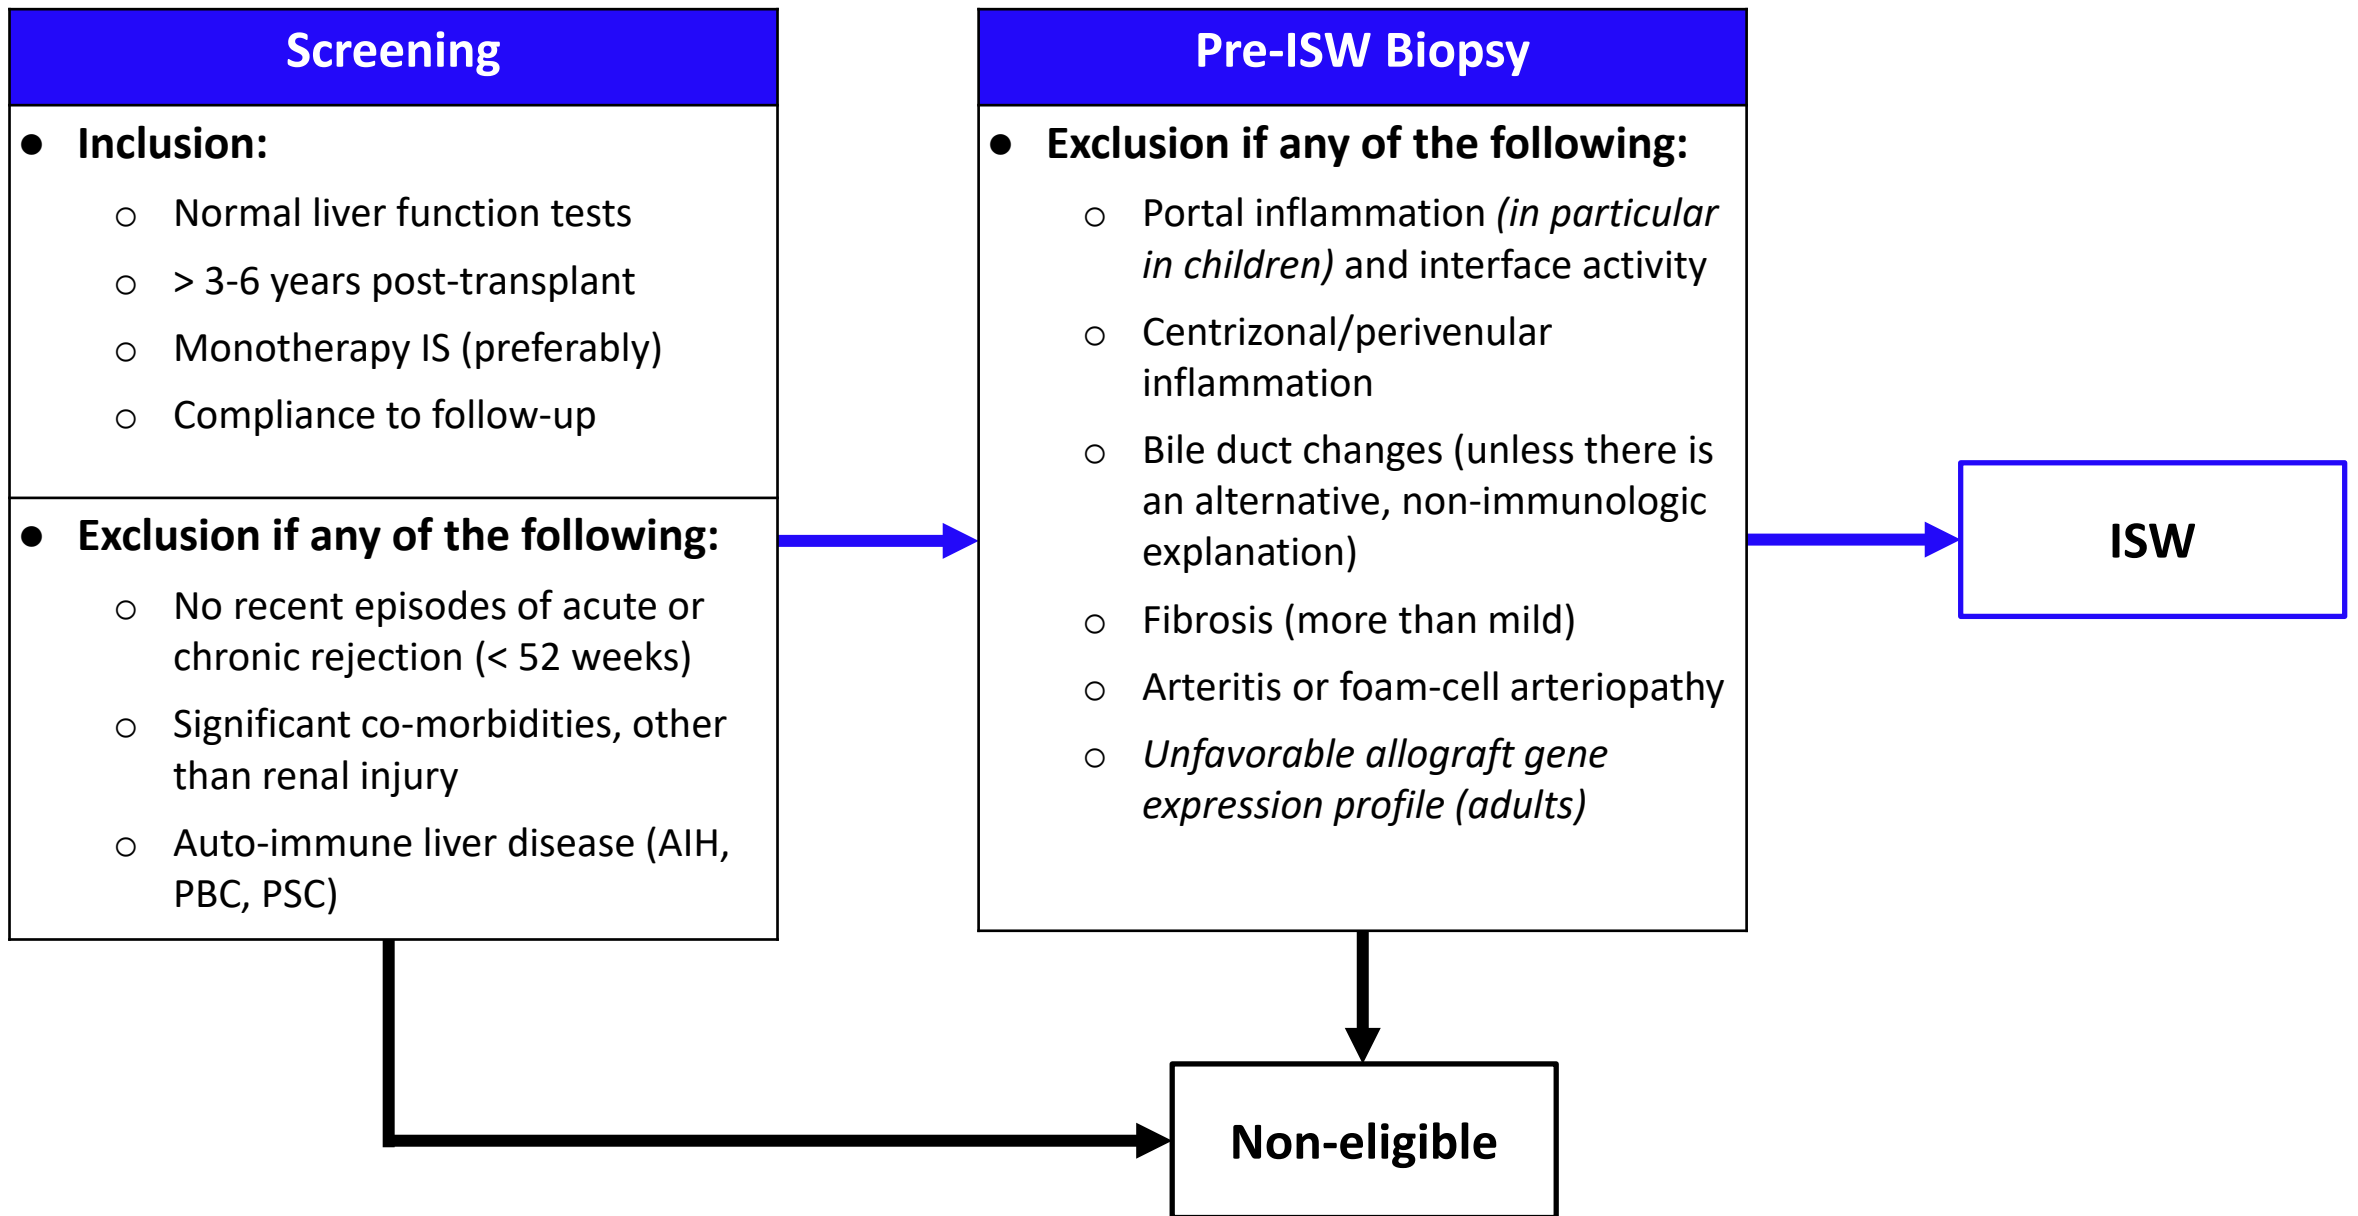 Screening
● Inclusion:
○ Normal liver function tests
○ > 3-6 years post-transplant
○ Monotherapy IS (preferably)
○ Compliance to follow-up
● Exclusion if any of the following:
○ No recent episodes of acute or
chronic rejection (< 52 weeks)
○ Significant co-morbidities, other
than renal injury
○ Auto-immune liver disease (AIH,
PBC, PSC)
Pre-ISW Biopsy
● Exclusion if any of the following:
○ Portal inflammation (in particular
in children) and interface activity
○ Centrizonal/perivenular
inflammation
○ Bile duct changes (unless there is
an alternative, non-immunologic
explanation)
○ Fibrosis (more than mild)
○ Arteritis or foam-cell arteriopathy
○ Unfavorable allograft gene
expression profile (adults)
ISW
Non-eligible